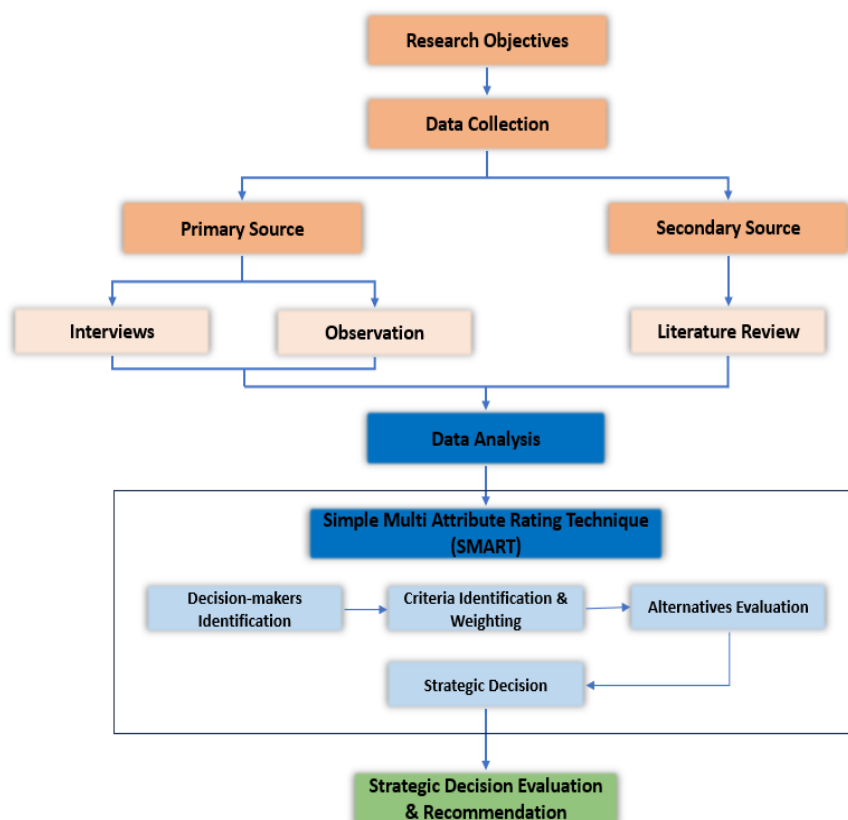 Research Objectives
Data Collection
Primary Source
Secondary Source
Interviews
Observation
Literature Review
Data Analysis
Simple Multi Attribute Rating Technique
(SMART)
Decision-makers
Identification
Criteria Identification &
Weighting
Alternatives Evaluation
Strategic Decision
Strategic Decision Evaluation
& Recommendation